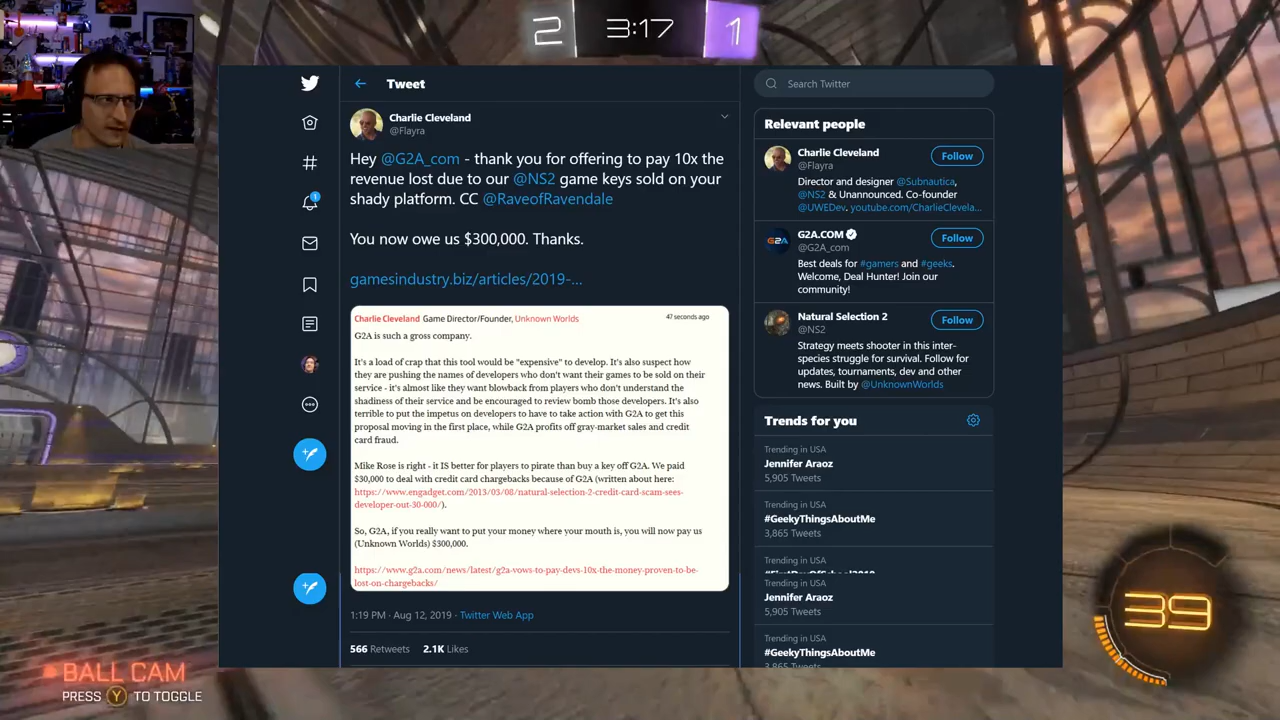 2 3:17 1
Tweet
Charlie Cleveland
@Flayra
Hey @G2A_com - thank you for offering to pay 10x the
revenue lost due to our @NS2 game keys sold on your
shady platform. CC @RaveofRavendale
You now owe us $300,000. Thanks.
gamesindustry.biz/articles/2019-...
Charlie Cleveland Game Director/Founder, Unknown Worlds
47 seconds ago
G2A is such a gross company.
It's a load of crap that this tool would be "expensive" to develop. It's also suspect how
they are pushing the names of developers who don't want their games to be sold on their
service - it's almost like they want blowback from players who don't understand the
shadiness of their service and be encouraged to review bomb those developers. It's also
terrible to put the impetus on developers to have to take action with G2A to get this
proposal moving in the first place, while G2A profits off gray-market sales and credit
card fraud.
Mike Rose is right - it IS better for players to pirate than buy a key off G2A. We paid
$30,000 to deal with credit card chargebacks because of G2A (written about here:
https://www.engadget.com/2013/03/08/natural-selection-2-credit-card-scam-sees-
developer-out-30-000/).
So, G2A, if you really want to put your money where your mouth is, you will now pay us
(Unknown Worlds) $300,000.
https://www.g2a.com/news/latest/g2a-vows-to-pay-devs-10x-the-money-proven-to-be-
lost-on-chargebacks/
1:19 PM · Aug 12, 2019 · Twitter Web App
566 Retweets 2.1K Likes
1
Search Twitter
Relevant people
Charlie Cleveland
@Flayra
Follow
Director and designer @Subnautica,
@NS2 & Unannounced. Co-founder
@UWEDev. youtube.com/CharlieClevela...
G2A.COM
@G2A_com
Follow
G2A
Best deals for #gamers and #geeks.
Welcome, Deal Hunter! Join our
community!
Natural Selection 2
@NS2
Follow
Strategy meets shooter in this inter-
species struggle for survival. Follow for
updates, tournaments, dev and other
news. Built by @UnknownWorlds
Trends for you
Trending in USA
Jennifer Araoz
5,905 Tweets
Trending in USA
#GeekyThingsAboutMe
3,865 Tweets
Trending in USA
Trending in USA
Jennifer Araoz
5,905 Tweets
Trending in USA
#GeekyThingsAboutMe
3,865 Tweets
39
BALL CAM
PRESS Y TO TOGGLE